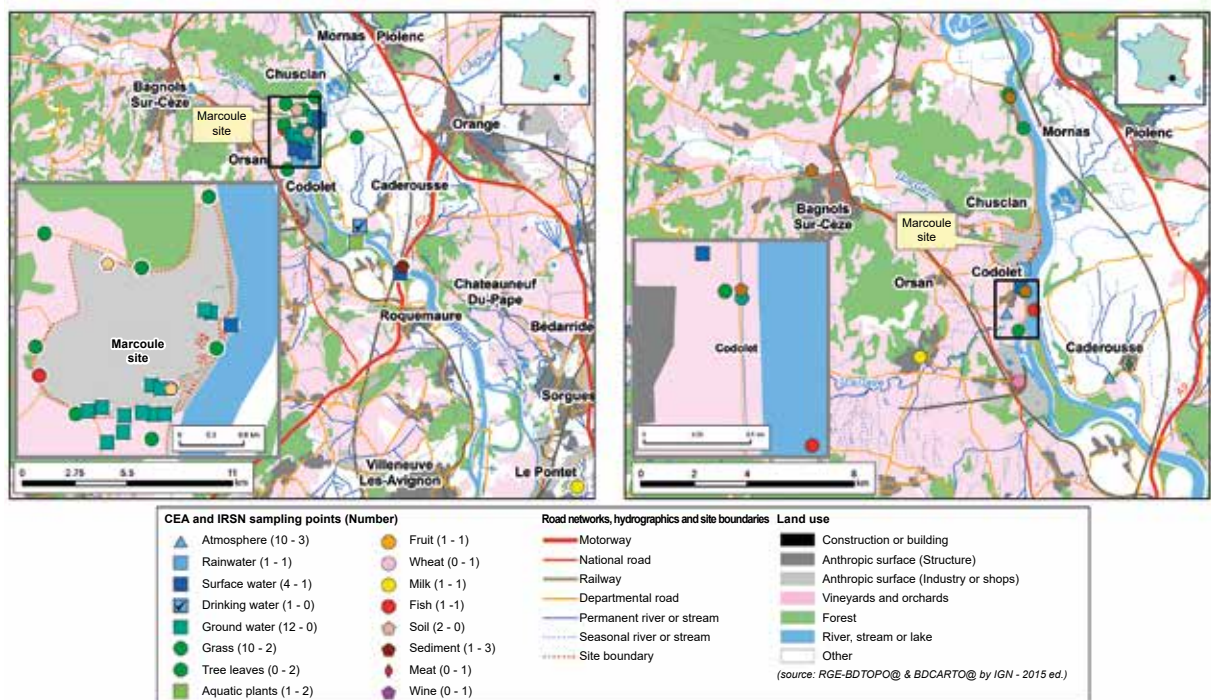 Mornas
Piolenc
Chusclan
Bagnols
Sur-Cèze
Marcoule
site
Orange
Orsan
Codolet
Caderousse
Chateauneuf
Du-Pape
Roquemaure
Bedarride
Marcoule
site
Sorgues
Villeneuve
Les-Avignon
Le Pontet
0 2.75 5.5 11
km
Mornas
Piolenc
Bagnols
Sur-Cèze
Chusclan
Marcoule
site
Orsan
Codolet
Caderousse
Codolet
0 2 4 8
km
CEA and IRSN sampling points (Number)
Atmosphere (10 - 3)
Rainwater (1 - 1)
Surface water (4 - 1)
Drinking water (1 - 0)
Ground water (12 - 0)
Grass (10 - 2)
Tree leaves (0 - 2)
Aquatic plants (1 - 2)
Fruit (1 - 1)
Wheat (0 - 1)
Milk (1 - 1)
Fish (1 -1)
Soil (2 - 0)
Sediment (1 - 3)
Meat (0 - 1)
Wine (0 - 1)
Road networks, hydrographics and site boundaries
Motorway
National road
Railway
Departmental road
Permanent river or stream
Seasonal river or stream
Site boundary
Land use
Construction or building
Anthropic surface (Structure)
Anthropic surface (Industry or shops)
Vineyards and orchards
Forest
River, stream or lake
Other
(source: RGE-BDTOPO@ & BDCARTO@ by IGN - 2015 ed.)